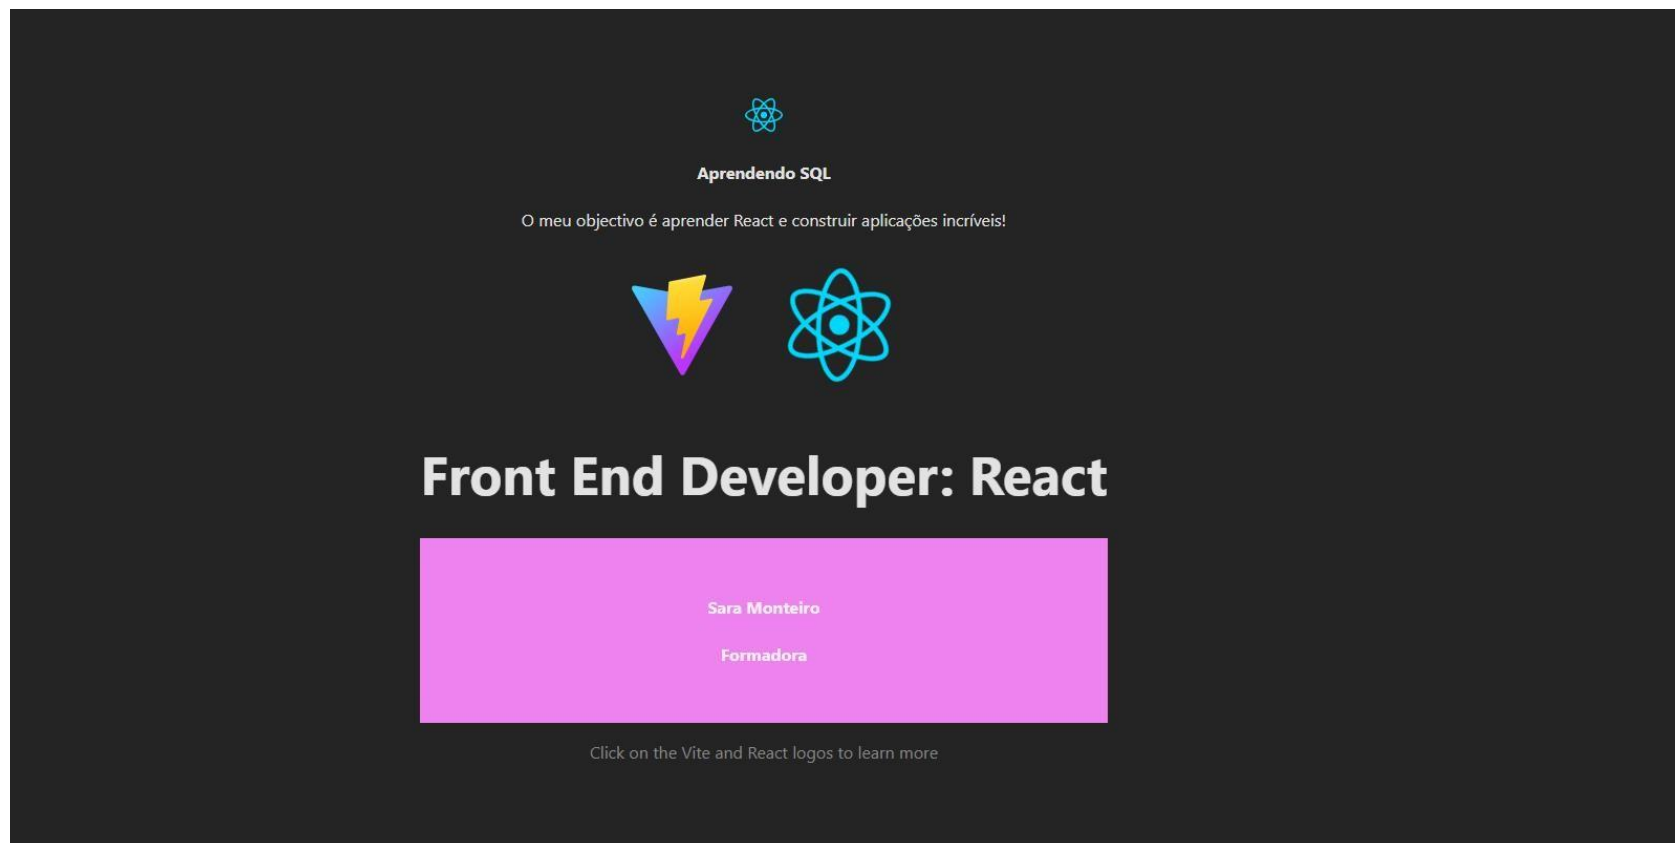 Aprendendo SQL
O meu objectivo é aprender React e construir aplicações incríveis!
Front End Developer: React
Sara Monteiro
Formadora
Click on the Vite and React logos to learn more